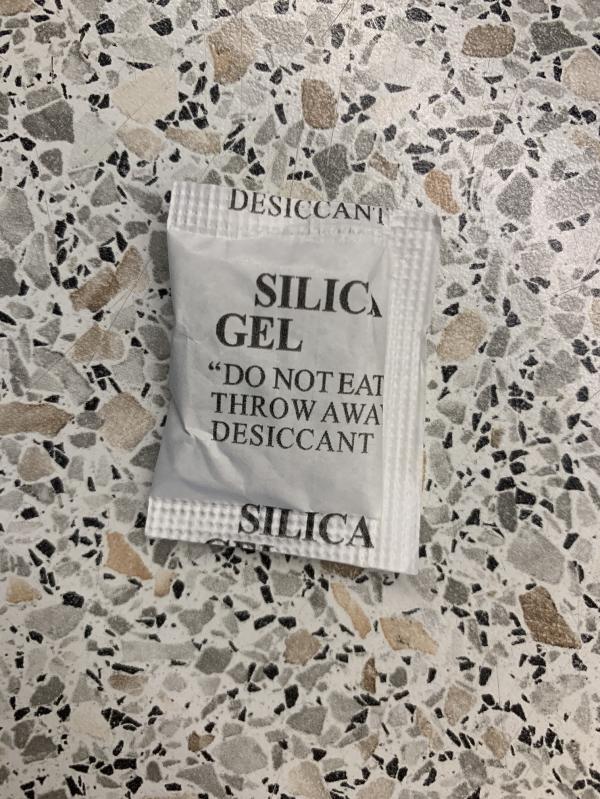 DESICCANT
SILICA
GEL
“DO NOT EAT
THROW AWAY
DESICCANT
SILICA